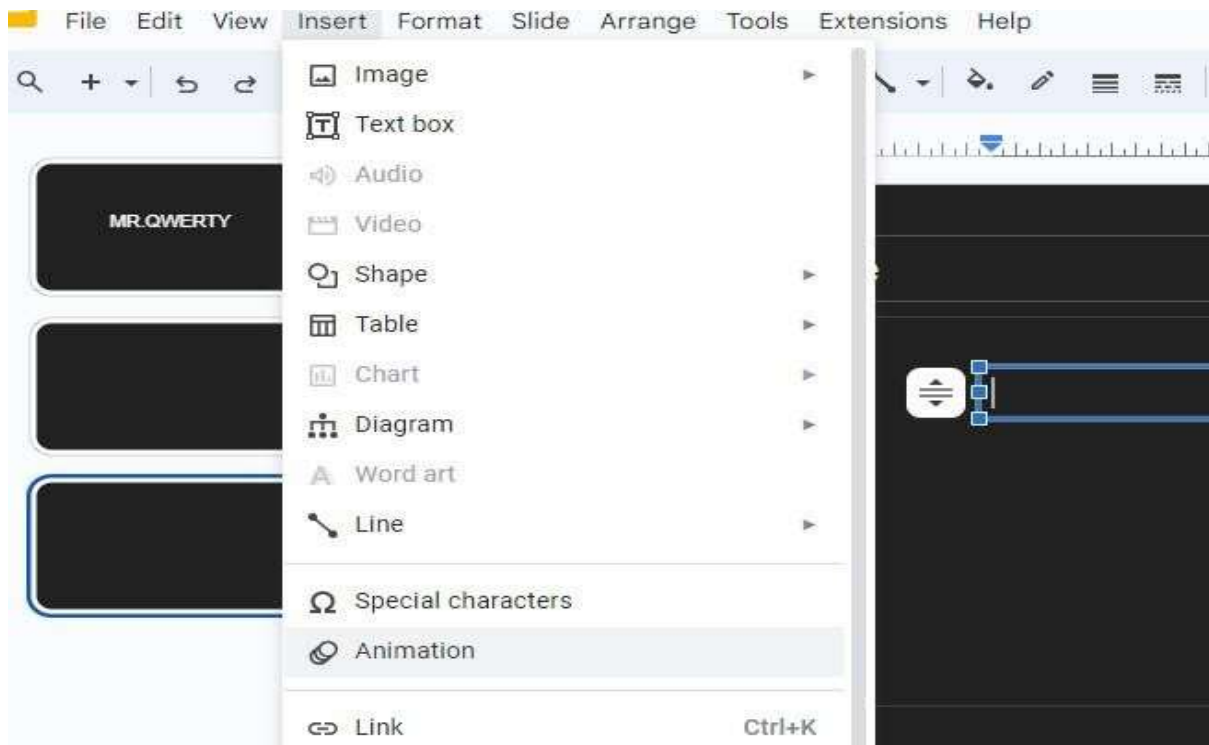 File Edit View Insert Format Slide Arrange Tools Extensions Help
MR.QWERTY
Image
Text box
Audio
Video
Shape
Table
Chart
Diagram
Word art
Line
Special characters
Animation
Link Ctrl+K